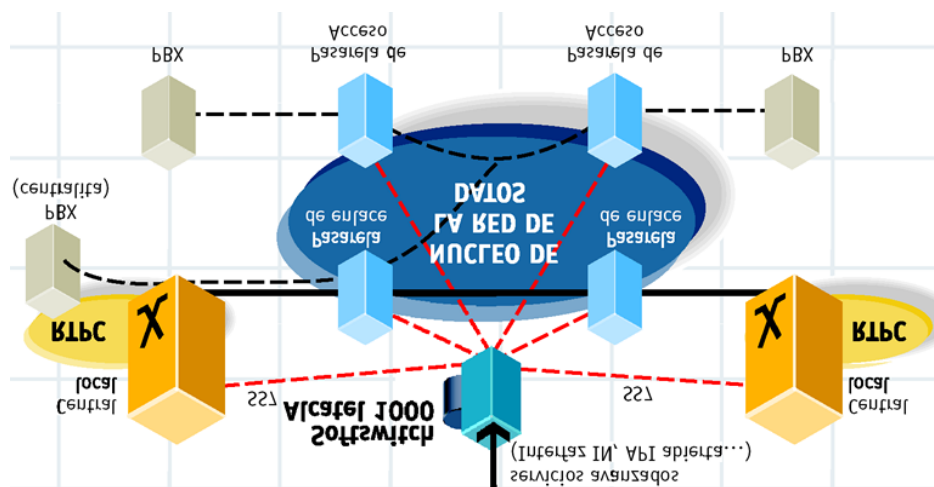 servicios avanzados
(Interfaz IN, API abierta...)
Softswitch
Alcatel 1000
Central
local
SS7
SS7
Central
local
RTPC
X
X
RTPC
NUCLEO DE
LA RED DE
DATOS
Pasarela
de enlace
Pasarela
de enlace
PBX
(centralita)
PBX
Pasarela de
Acceso
Pasarela de
Acceso
PBX